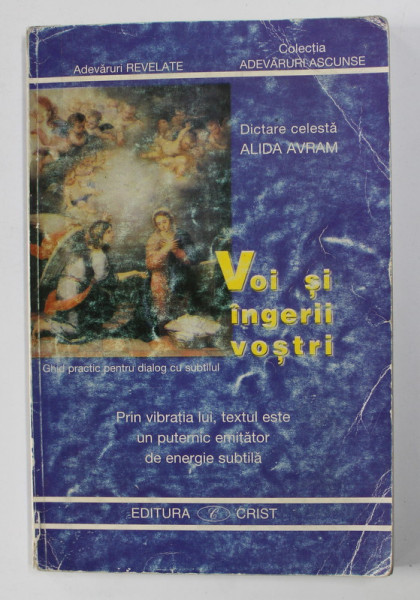 Adevăruri REVELATE
Colecția
ADEVĂRURI ASCUNSE
Dictare celestă
ALIDA AVRAM
Voi și
îngerii
voștri
Ghid practic pentru dialog cu subtilul
Prin vibrația lui, textul este
un puternic emițător
de energie subtilă
EDITURA CRIST